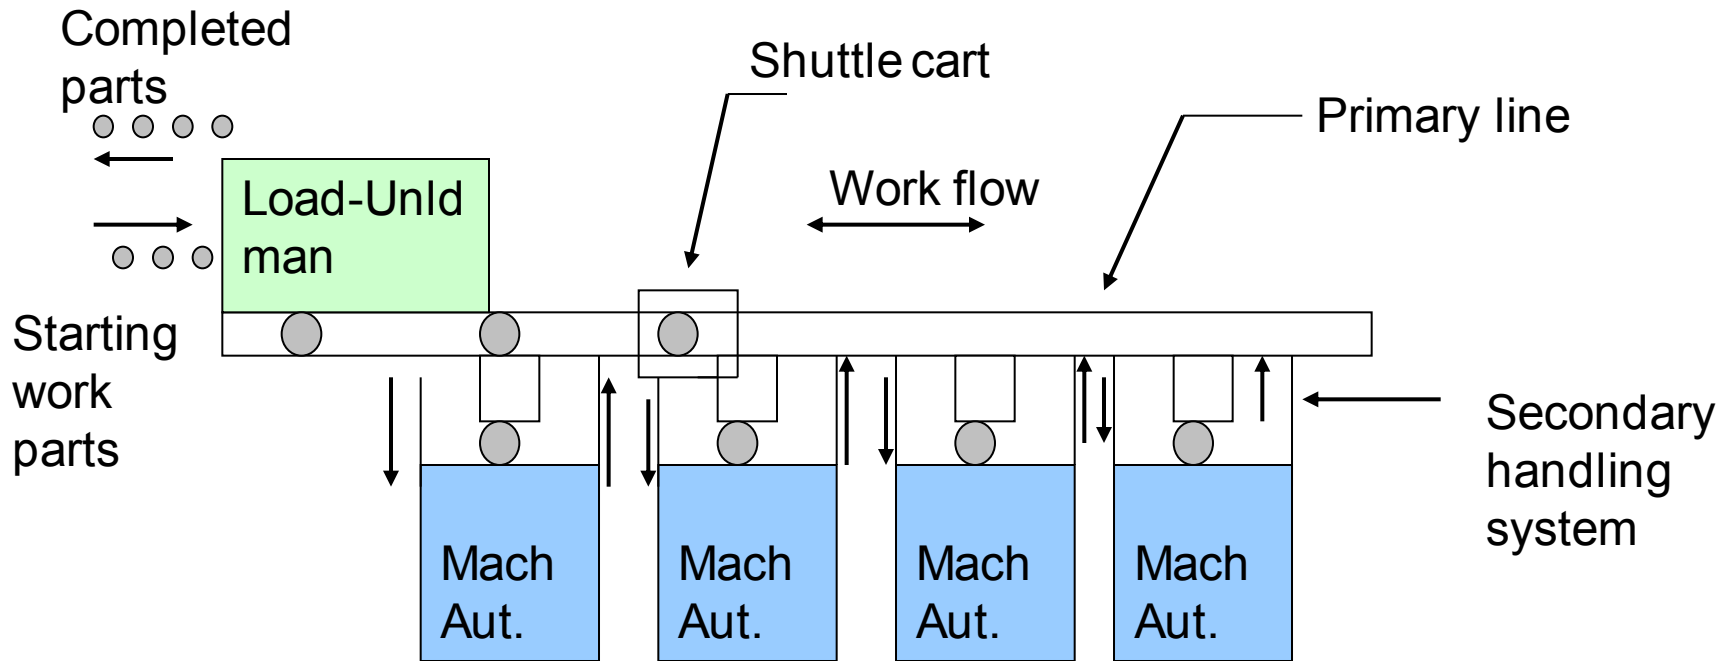 Completed
parts
Shuttle cart
Primary line
Load-Unld
man
Work flow
Starting
work
parts
Secondary
handling
system
Mach
Aut.
Mach
Aut.
Mach
Aut.
Mach
Aut.